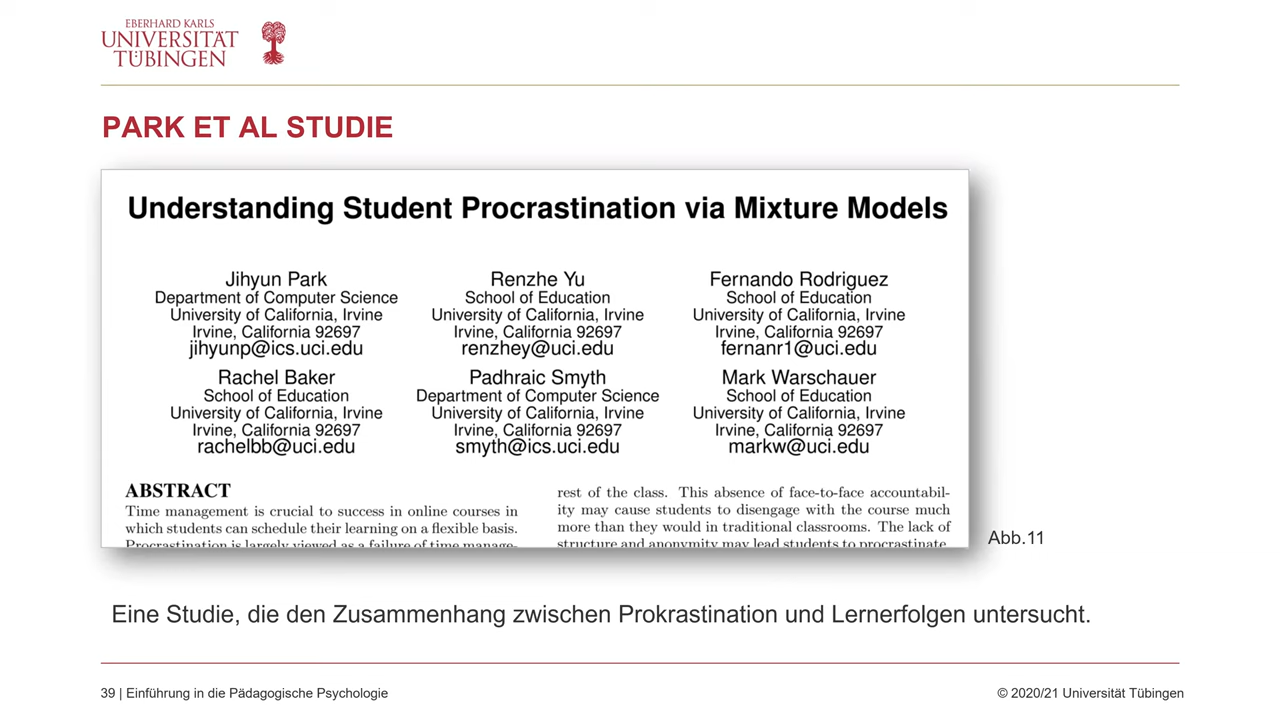 EBERHARD KARLS
UNIVERSITÄT
TÜBINGEN
PARK ET AL STUDIE
Understanding Student Procrastination via Mixture Models
Jihyun Park
Department of Computer Science
University of California, Irvine
Irvine, California 92697
jihyunp@ics.uci.edu
Renzhe Yu
School of Education
University of California, Irvine
Irvine, California 92697
renzhey@uci.edu
Fernando Rodriguez
School of Education
University of California, Irvine
Irvine, California 92697
fernanr1@uci.edu
Rachel Baker
School of Education
University of California, Irvine
Irvine, California 92697
rachelbb@uci.edu
Padhraic Smyth
Department of Computer Science
University of California, Irvine
Irvine, California 92697
smyth@ics.uci.edu
Mark Warschauer
School of Education
University of California, Irvine
Irvine, California 92697
markw@uci.edu
ABSTRACT
Time management is crucial to success in online courses in
which students can schedule their learning on a flexible basis.
Procrastination is largely viewed as a failure of time manage-
rest of the class. This absence of face-to-face accountabil-
ity may cause students to disengage with the course much
more than they would in traditional classrooms. The lack of
structure and anonymity may lead students to procrastinate
Abb.11
Eine Studie, die den Zusammenhang zwischen Prokrastination und Lernerfolgen untersucht.
39 | Einführung in die Pädagogische Psychologie
© 2020/21 Universität Tübingen